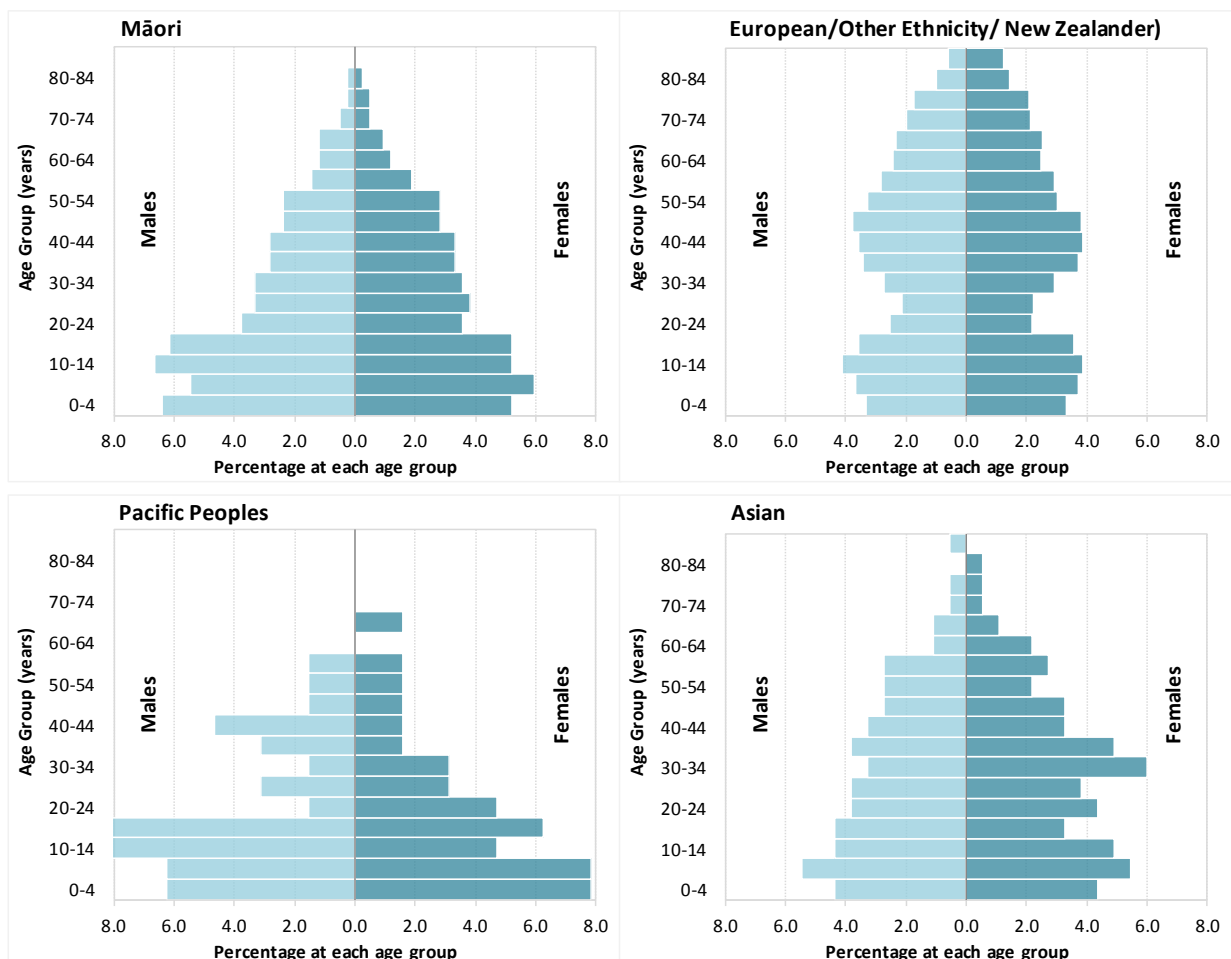 Māori
80-84
70-74
60-64
50-54
40-44
30-34
20-24
10-14
0-4
Age Group (years)
Males
Females
8.0 6.0 4.0 2.0 0.0 2.0 4.0 6.0 8.0
Percentage at each age group
European/Other Ethnicity/ New Zealander)
80-84
70-74
60-64
50-54
40-44
30-34
20-24
10-14
0-4
Age Group (years)
Males
Females
8.0 6.0 4.0 2.0 0.0 2.0 4.0 6.0 8.0
Percentage at each age group
Pacific Peoples
80-84
70-74
60-64
50-54
40-44
30-34
20-24
10-14
0-4
Age Group (years)
Males
Females
8.0 6.0 4.0 2.0 0.0 2.0 4.0 6.0 8.0
Percentage at each age group
Asian
80-84
70-74
60-64
50-54
40-44
30-34
20-24
10-14
0-4
Age Group (years)
Males
Females
8.0 6.0 4.0 2.0 0.0 2.0 4.0 6.0 8.0
Percentage at each age group